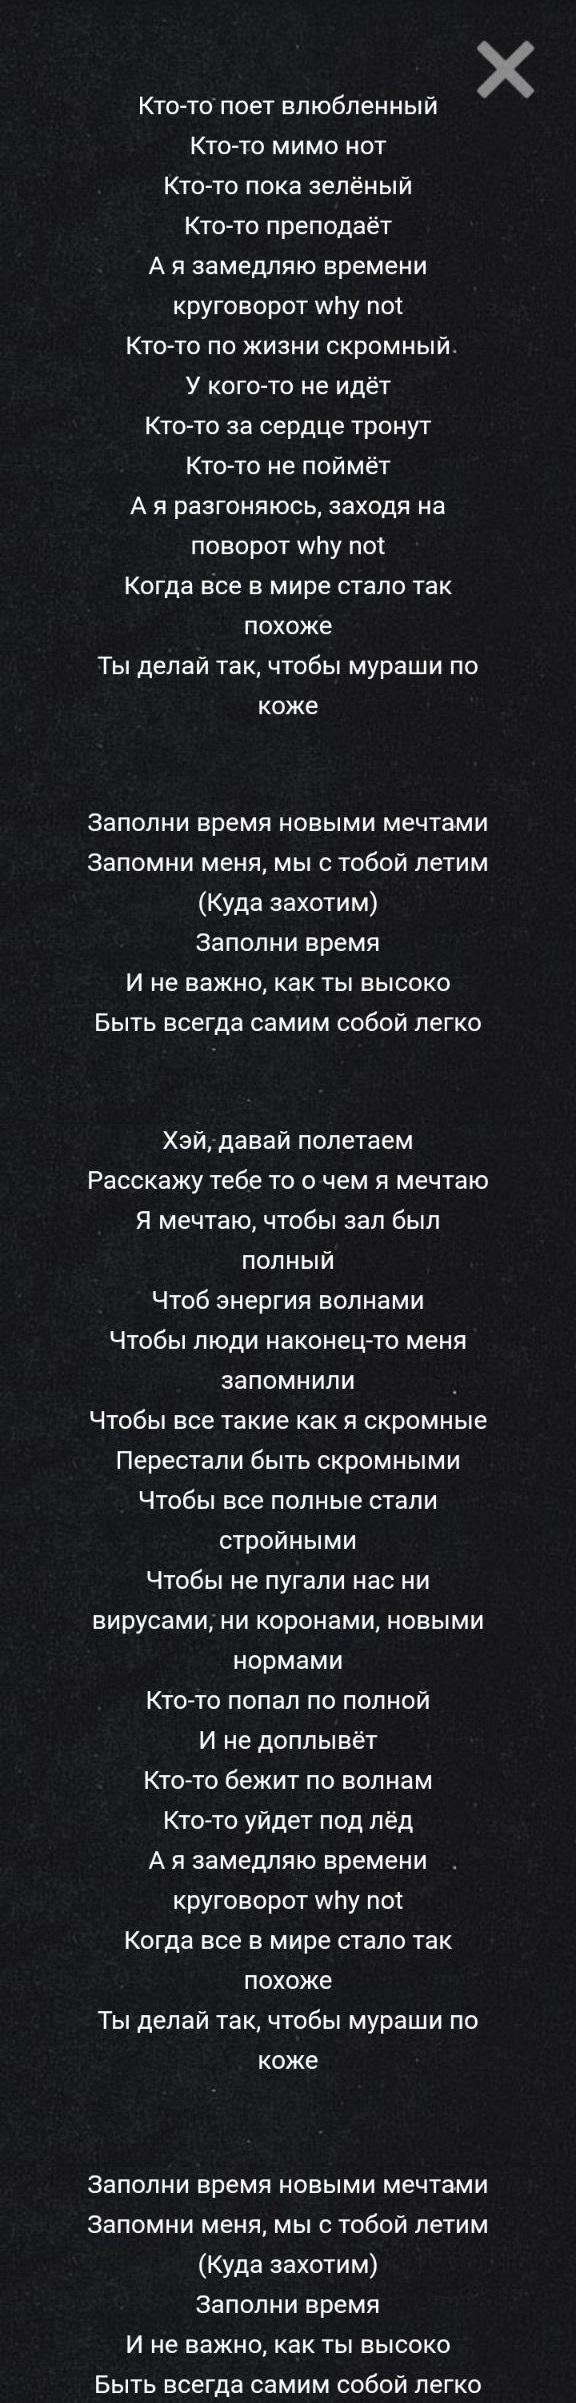 Кто-то поет влюбленный
Кто-то мимо нот
Кто-то пока зелёный
Кто-то преподаёт
А я замедляю времени
круговорот why not
Кто-то по жизни скромный
У кого-то не идёт
Кто-то за сердце тронут
Кто-то не поймёт
А я разгоняюсь, заходя на
поворот why not
Когда все в мире стало так
похоже
Ты делай так, чтобы мураши по
коже
Заполни время новыми мечтами
Запомни меня, мы с тобой летим
(Куда захотим)
Заполни время
И не важно, как ты высоко
Быть всегда самим собой легко
Хэй, давай полетаем
Расскажу тебе то о чем я мечтаю
Я мечтаю, чтобы зал был
полный
Чтоб энергия волнами
Чтобы люди наконец-то меня
запомнили
Чтобы все такие как я скромные
Перестали быть скромными
Чтобы все полные стали
стройными
Чтобы не пугали нас ни
вирусами, ни коронами, новыми
нормами
Кто-то попал по полной
И не доплывёт
Кто-то бежит по волнам
Кто-то уйдет под лёд
А я замедляю времени
круговорот why not
Когда все в мире стало так
похоже
Ты делай так, чтобы мураши по
коже
Заполни время новыми мечтами
Запомни меня, мы с тобой летим
(Куда захотим)
Заполни время
И не важно, как ты высоко
Быть всегда самим собой легко